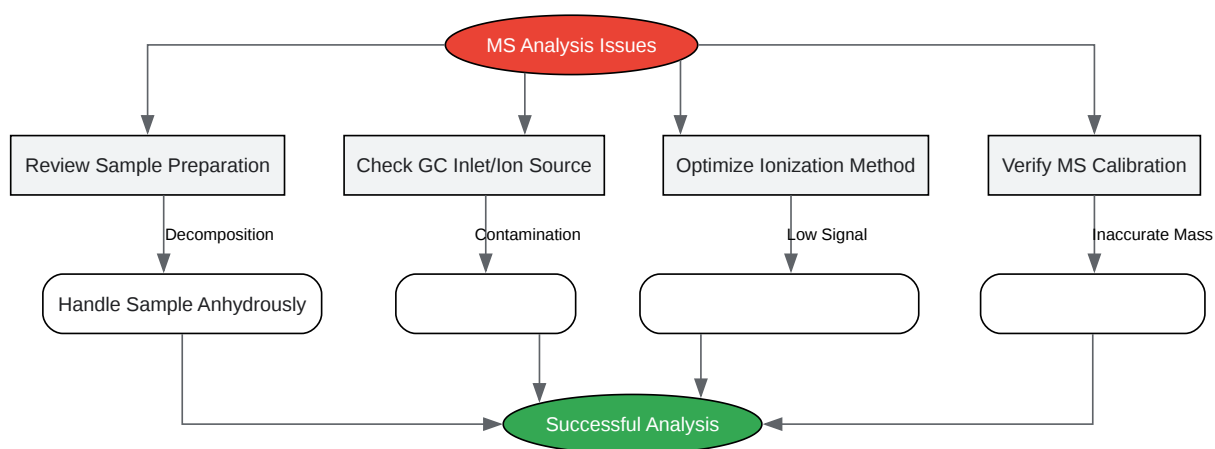 MS Analysis Issues
Review Sample Preparation
Check GC Inlet/Ion Source
Optimize Ionization Method
Verify MS Calibration
Decomposition
Contamination
Low Signal
Inaccurate Mass
Handle Sample Anhydrously
Successful Analysis